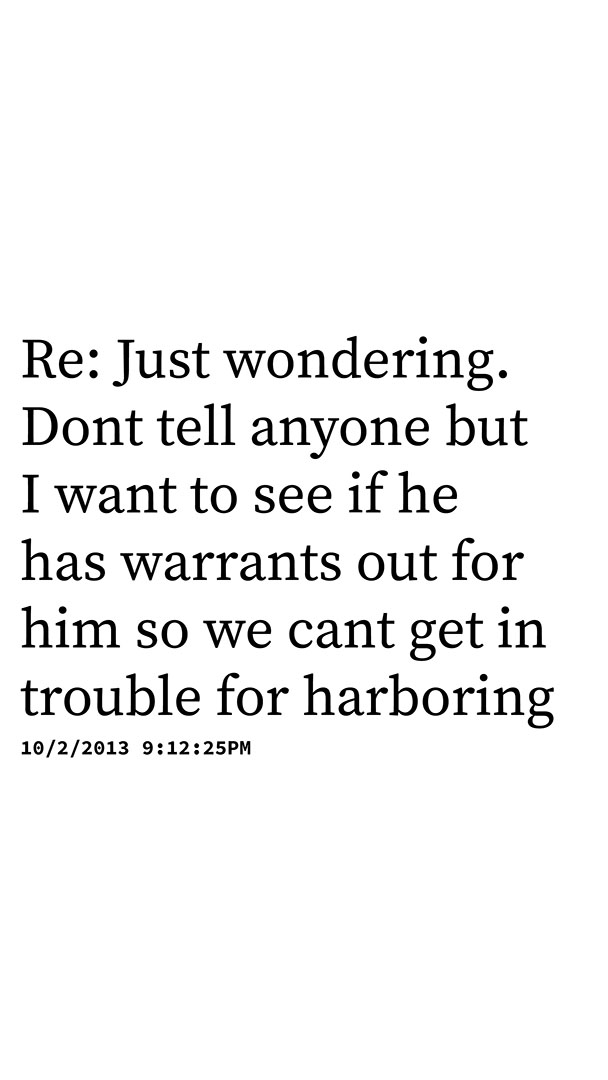 Re: Just wondering.
Dont tell anyone but
I want to see if he
has warrants out for
him so we cant get in
trouble for harboring
10/2/2013 9:12:25PM